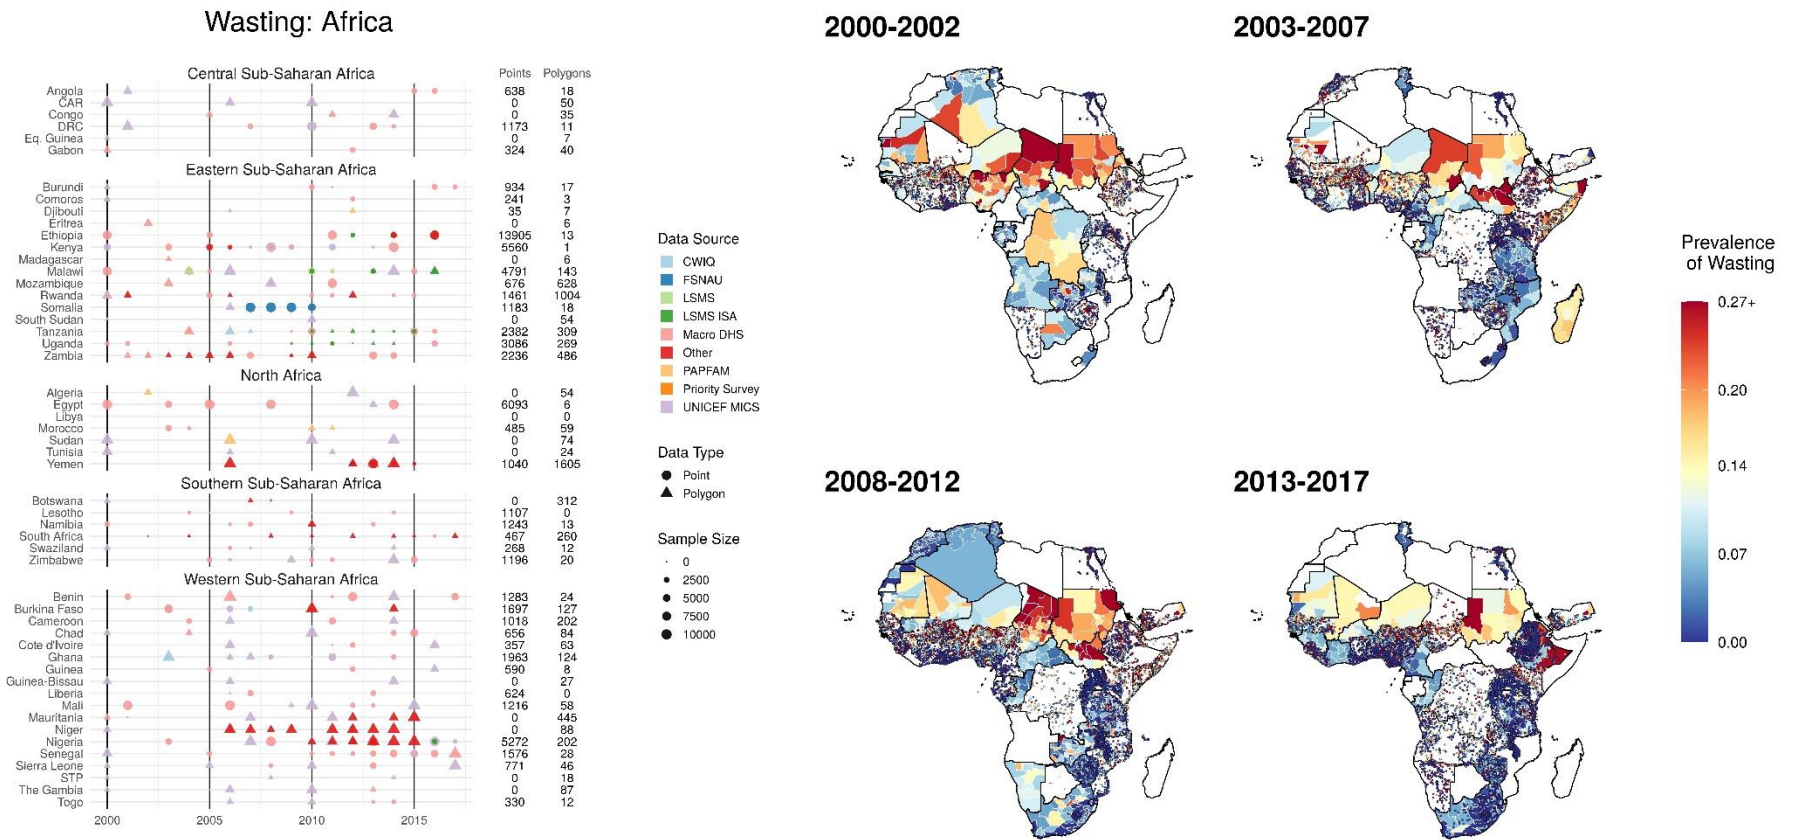 Wasting: Africa
Points Polygons
Central Sub-Saharan Africa
Angola 638 18
CAR 0 50
Congo 0 35
DRC 1173 11
Eq. Guinea 0 7
Gabon 324 40
Eastern Sub-Saharan Africa
Burundi 934 17
Comoros 241 3
Djibouti 35 7
Eritrea 0 6
Ethiopia 13905 13
Kenya 5560 1
Madagascar 0 6
Malawi 4791 143
Mozambique 676 628
Rwanda 1461 1004
Somalia 1183 18
South Sudan 0 54
Tanzania 2382 309
Uganda 3086 269
Zambia 2236 486
North Africa
Algeria 0 54
Egypt 6093 6
Libya 0 0
Morocco 485 59
Sudan 0 74
Tunisia 0 24
Yemen 1040 1605
Southern Sub-Saharan Africa
Botswana 0 312
Lesotho 1107 0
Namibia 1243 13
South Africa 467 260
Swaziland 268 12
Zimbabwe 1196 20
Western Sub-Saharan Africa
Benin 1283 24
Burkina Faso 1697 127
Cameroon 1018 202
Chad 656 84
Cote d'Ivoire 357 63
Ghana 1963 124
Guinea 590 8
Guinea-Bissau 0 27
Liberia 624 0
Mali 1216 58
Mauritania 0 445
Niger 0 88
Nigeria 5272 202
Senegal 1576 28
Sierra Leone 771 46
STP 0 18
The Gambia 0 87
Togo 330 12
2000 2005 2010 2015
Data Source
CWIQ
FSNAU
LSMS
LSMS ISA
Macro DHS
Other
PAPFAM
Priority Survey
UNICEF MICS
Data Type
Point
Polygon
Sample Size
0
2500
5000
7500
10000
2000-2002
2003-2007
2008-2012
2013-2017
Prevalence
of Wasting
0.27+
0.20
0.14
0.07
0.00